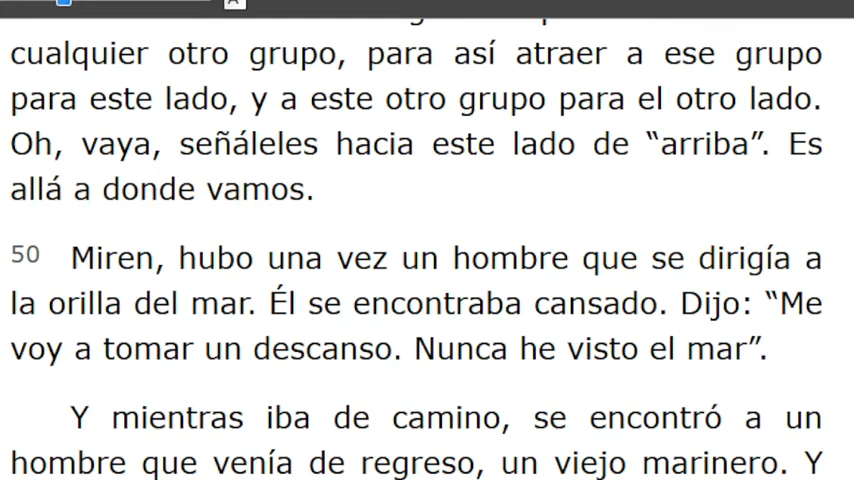 cualquier otro grupo, para así atraer a ese grupo
para este lado, y a este otro grupo para el otro lado.
Oh, vaya, señáleles hacia este lado de “arriba”. Es
allá a donde vamos.
50 Miren, hubo una vez un hombre que se dirigía a
la orilla del mar. Él se encontraba cansado. Dijo: “Me
voy a tomar un descanso. Nunca he visto el mar”.
Y mientras iba de camino, se encontró a un
hombre que venía de regreso, un viejo marinero. Y